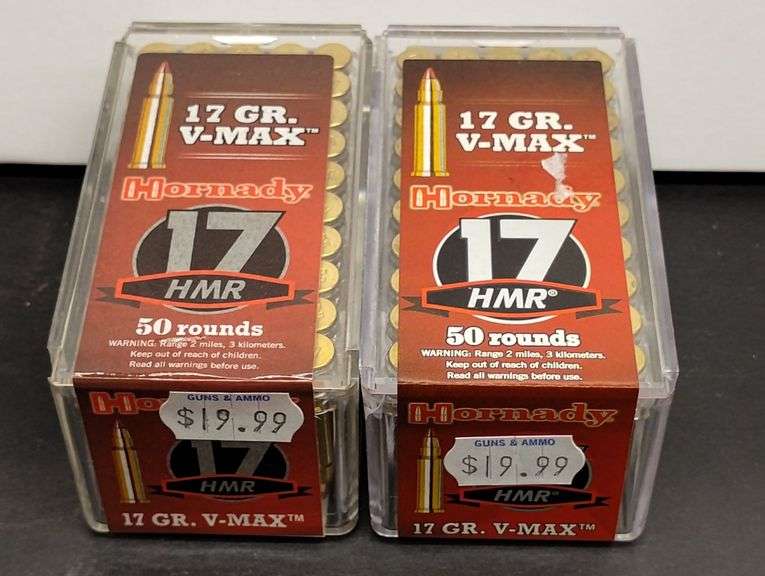 17 GR.
V-MAX™
Hornady
17
HMR
50 rounds
WARNING: Range 2 miles, 3 kilometers.
Keep out of reach of children.
Read all warnings before use.
GUNS & AMMO
$19.99
17
HMR
17 GR. V-MAX™
17 GR.
V-MAX™
Hornady
17
HMR®
50 rounds
WARNING: Range 2 miles, 3 kilometers.
Keep out of reach of children.
Read all warnings before use.
Hornady
GUNS & AMMO
$19.99
HMR®
17 GR. V-MAX™